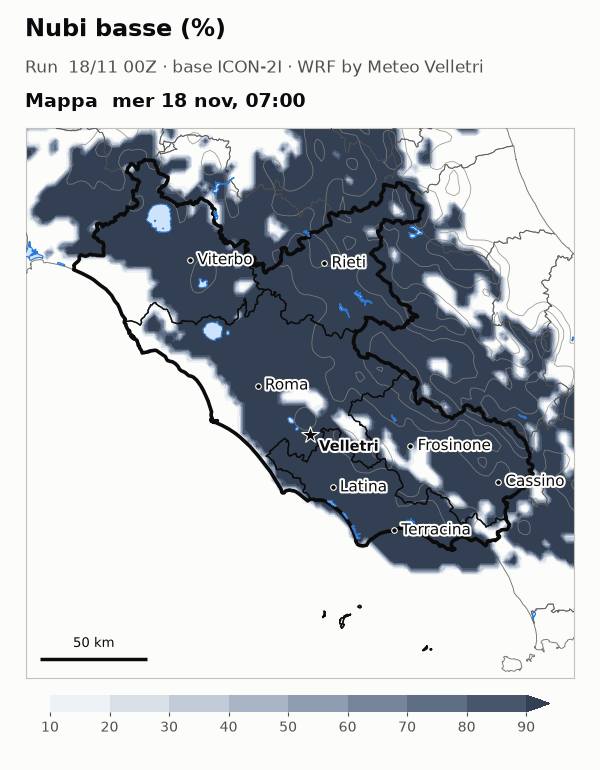 Nubi basse (%)
Run  18/11 00Z · base ICON-2I · WRF by Meteo Velletri
Mappa  mer 18 nov, 07:00
Viterbo
Rieti
Roma
Velletri
Frosinone
Latina
Cassino
Terracina
50 km
10 20 30 40 50 60 70 80 90